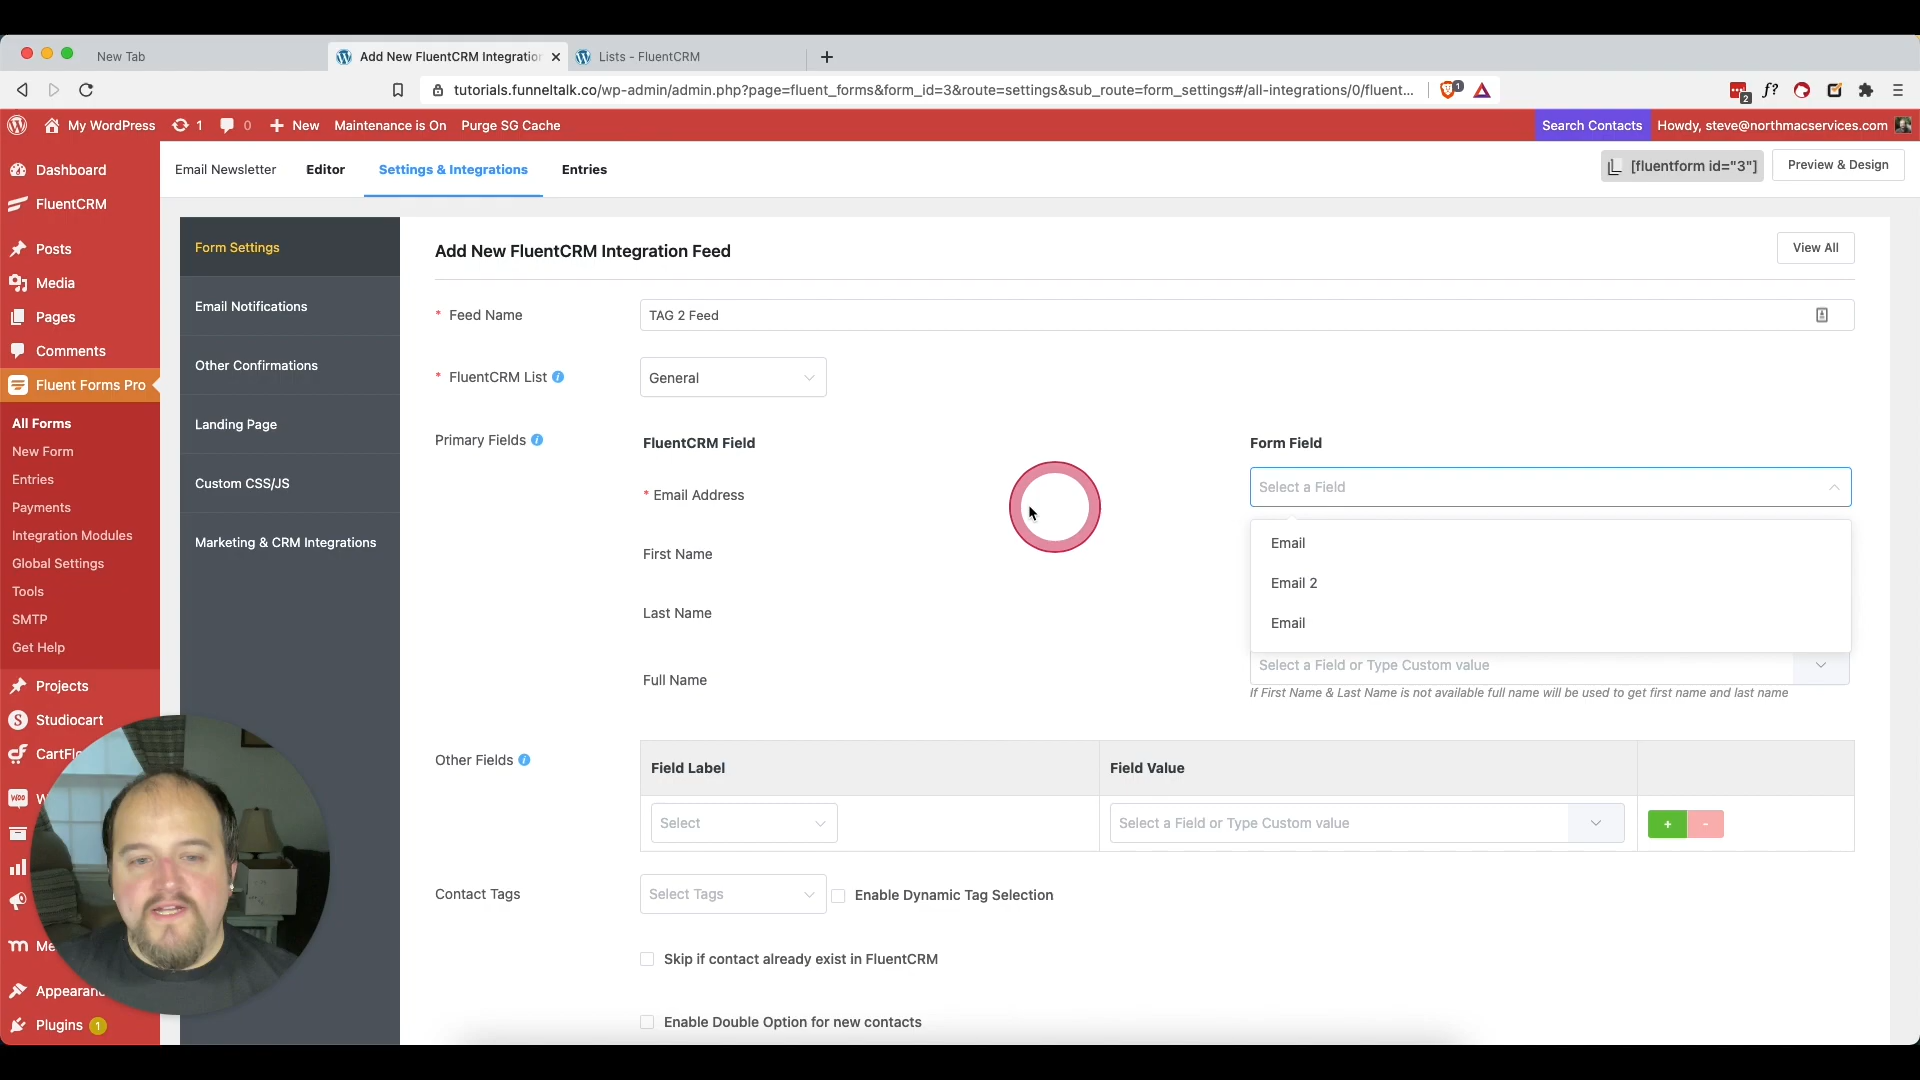 New Tab
Add New FluentCRM Integration
Lists - FluentCRM
tutorials.funneltalk.co/wp-admin/admin.php?page=fluent_forms&form_id=3&route=settings&sub_route=form_settings#/all-integrations/0/fluent...
1
2
f?
My WordPress
1
0
New
Maintenance is On
Purge SG Cache
Search Contacts
Howdy, steve@northmacservices.com
Dashboard
FluentCRM
Posts
Media
Pages
Comments
Fluent Forms Pro
All Forms
New Form
Entries
Payments
Integration Modules
Global Settings
Tools
SMTP
Get Help
Projects
Studiocart
CartFl
Woo W
Me
Appearan
Plugins 1
Email Newsletter
Editor
Settings & Integrations
Entries
[fluentform id="3"]
Preview & Design
Form Settings
Email Notifications
Other Confirmations
Landing Page
Custom CSS/JS
Marketing & CRM Integrations
Add New FluentCRM Integration Feed
View All
* Feed Name
TAG 2 Feed
* FluentCRM List
General
Primary Fields
FluentCRM Field
Form Field
* Email Address
Select a Field
Email
Email 2
Email
First Name
Last Name
Full Name
Select a Field or Type Custom value
If First Name & Last Name is not available full name will be used to get first name and last name
Other Fields
Field Label
Field Value
Select
Select a Field or Type Custom value
+
-
Contact Tags
Select Tags
Enable Dynamic Tag Selection
Skip if contact already exist in FluentCRM
Enable Double Option for new contacts